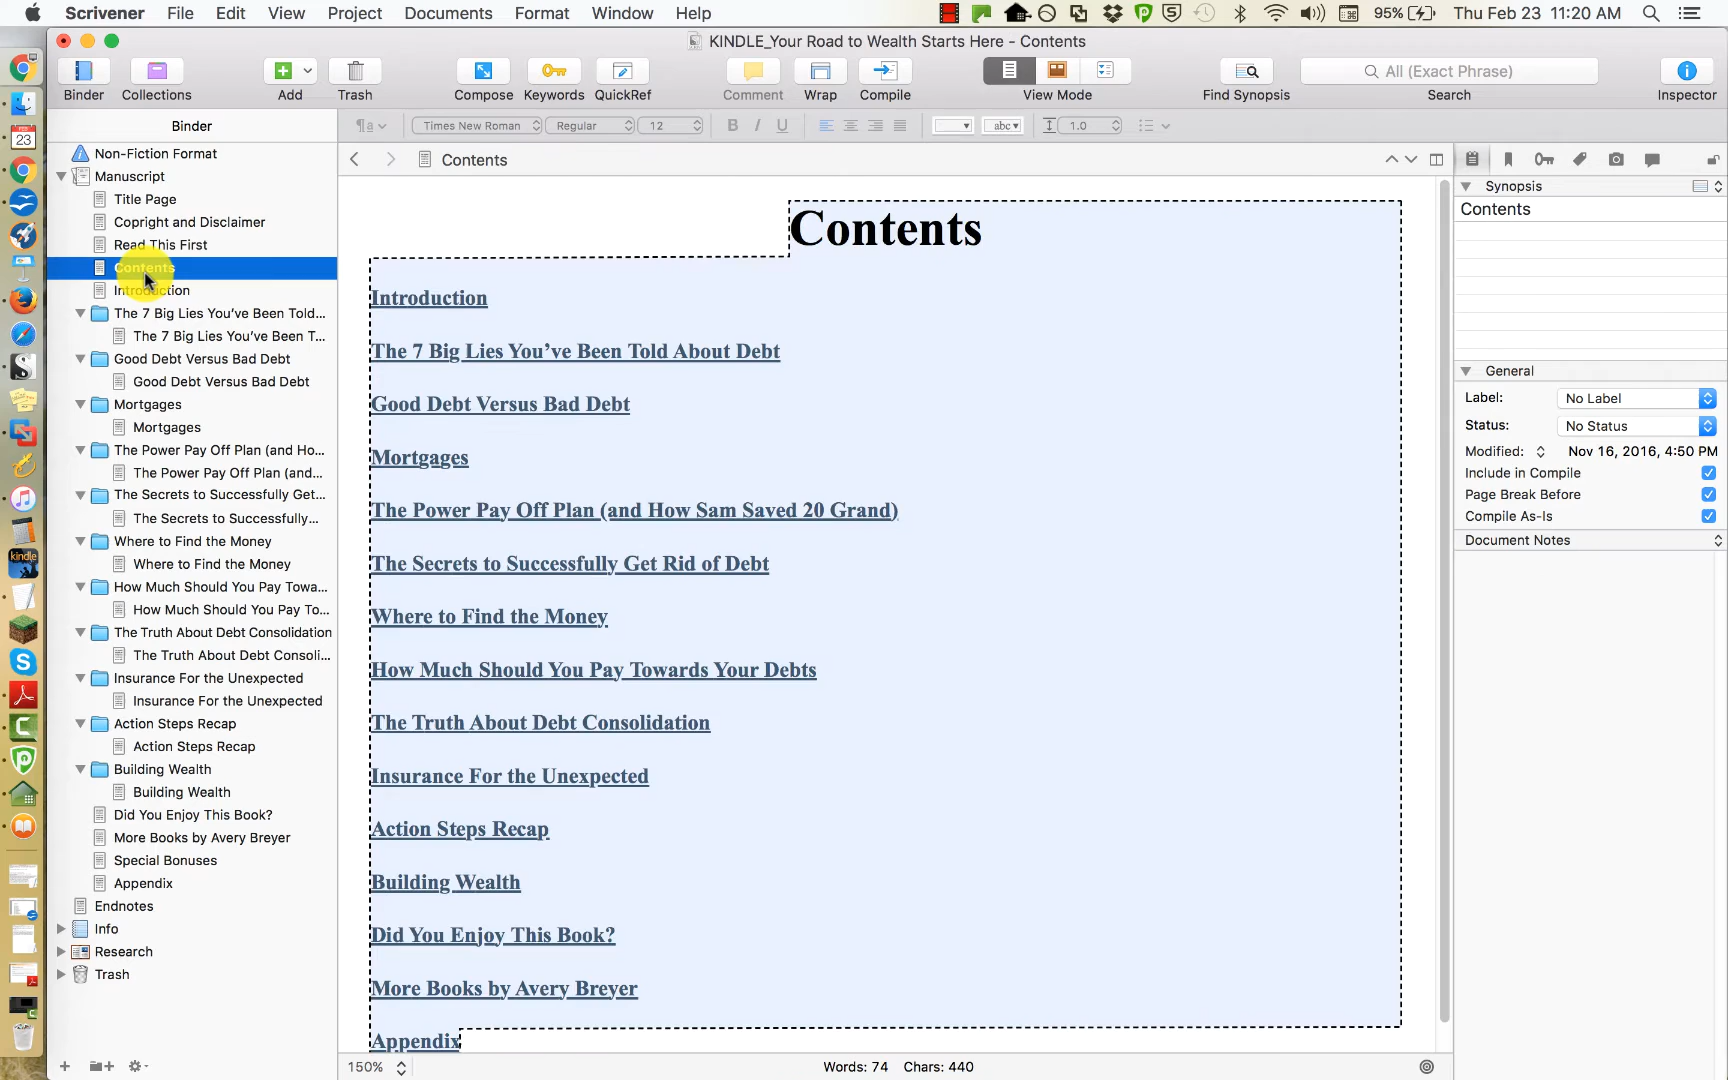 Scrivener File Edit View Project Documents Format Window Help 95% Thu Feb 23 11:20 AM
KINDLE_Your Road to Wealth Starts Here - Contents
All (Exact Phrase)
Binder Collections Add Trash Compose Keywords QuickRef Comment Wrap Compile View Mode Find Synopsis Search Inspector
Binder
a Times New Roman Regular 12 B I U abc 1.0
Non-Fiction Format
Manuscript
Title Page
Copright and Disclaimer
Read This First
Contents
Introduction
The 7 Big Lies You've Been Told...
The 7 Big Lies You've Been T...
Good Debt Versus Bad Debt
Good Debt Versus Bad Debt
Mortgages
Mortgages
The Power Pay Off Plan (and Ho...
The Power Pay Off Plan (and...
The Secrets to Successfully Get...
The Secrets to Successfully...
Where to Find the Money
Where to Find the Money
How Much Should You Pay Towa...
How Much Should You Pay To...
The Truth About Debt Consolidation
The Truth About Debt Consoli...
Insurance For the Unexpected
Insurance For the Unexpected
Action Steps Recap
Action Steps Recap
Building Wealth
Building Wealth
Did You Enjoy This Book?
More Books by Avery Breyer
Special Bonuses
Appendix
Endnotes
Info
Research
Trash
Contents
Contents
Introduction
The 7 Big Lies You’ve Been Told About Debt
Good Debt Versus Bad Debt
Mortgages
The Power Pay Off Plan (and How Sam Saved 20 Grand)
The Secrets to Successfully Get Rid of Debt
Where to Find the Money
How Much Should You Pay Towards Your Debts
The Truth About Debt Consolidation
Insurance For the Unexpected
Action Steps Recap
Building Wealth
Did You Enjoy This Book?
More Books by Avery Breyer
Appendix
150% Words: 74 Chars: 440
Synopsis
Contents
General
Label: No Label
Status: No Status
Modified: Nov 16, 2016, 4:50 PM
Include in Compile
Page Break Before
Compile As-Is
Document Notes
FEB
23
kindle